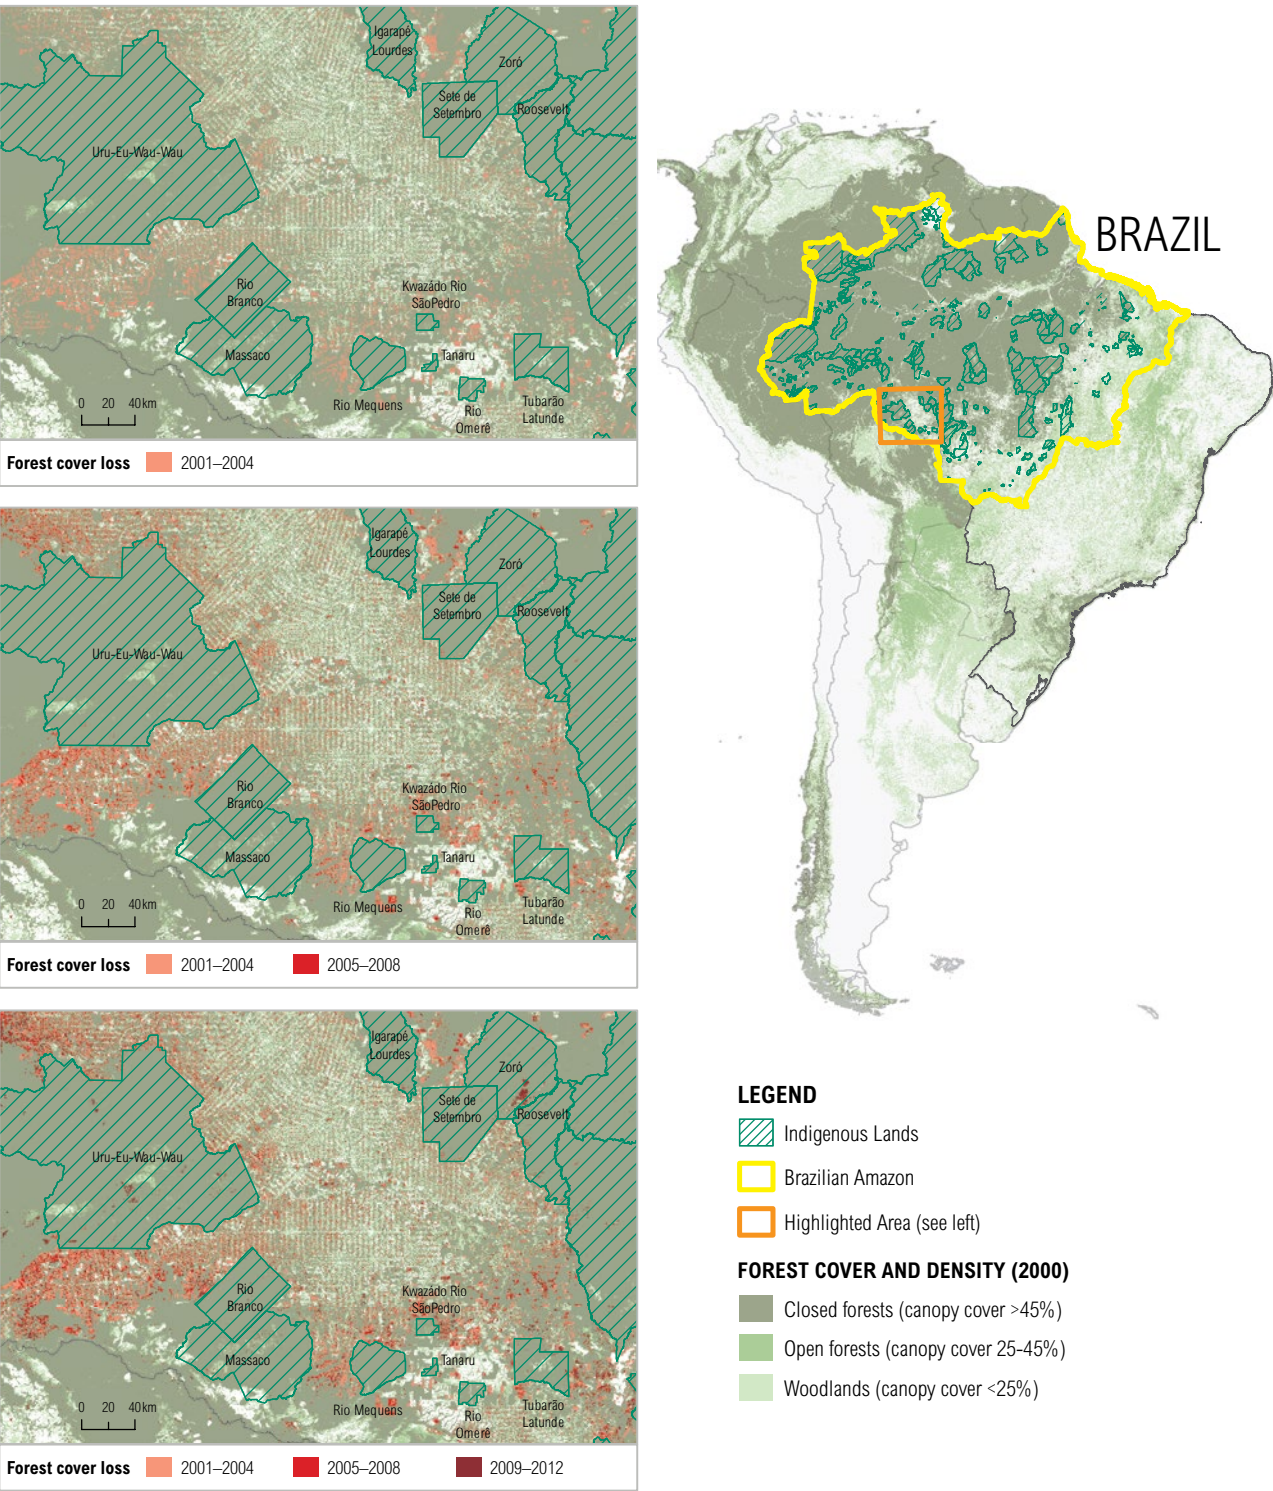 Igarapé
Lourdes
Zoró
Sete de
Setembro
Roosevelt
Uru-Eu-Wau-Wau
Rio
Branco
Kwazádo Rio
SãoPedro
Massaco
Tanaru
Rio Mequens
Rio
Omerê
Tubarão
Latunde
0 20 40km
Forest cover loss 2001–2004
Igarapé
Lourdes
Zoró
Sete de
Setembro
Roosevelt
Uru-Eu-Wau-Wau
Rio
Branco
Kwazádo Rio
SãoPedro
Massaco
Tanaru
Rio Mequens
Rio
Omerê
Tubarão
Latunde
0 20 40km
Forest cover loss 2001–2004 2005–2008
Igarapé
Lourdes
Zoró
Sete de
Setembro
Roosevelt
Uru-Eu-Wau-Wau
Rio
Branco
Kwazádo Rio
SãoPedro
Massaco
Tanaru
Rio Mequens
Rio
Omerê
Tubarão
Latunde
0 20 40km
Forest cover loss 2001–2004 2005–2008 2009–2012
BRAZIL
LEGEND
Indigenous Lands
Brazilian Amazon
Highlighted Area (see left)
FOREST COVER AND DENSITY (2000)
Closed forests (canopy cover >45%)
Open forests (canopy cover 25-45%)
Woodlands (canopy cover <25%)